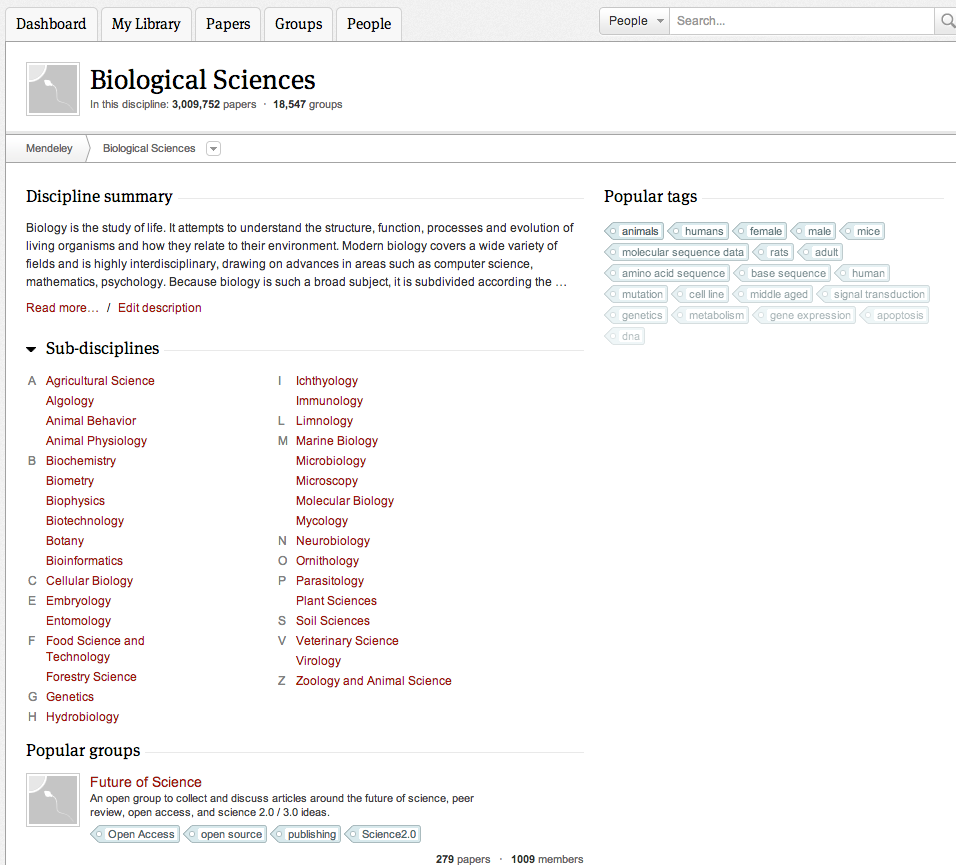 Dashboard My Library Papers Groups People People Search...
Biological Sciences
In this discipline: 3,009,752 papers · 18,547 groups
Mendeley Biological Sciences
Discipline summary
Biology is the study of life. It attempts to understand the structure, function, processes and evolution of
living organisms and how they relate to their environment. Modern biology covers a wide variety of
fields and is highly interdisciplinary, drawing on advances in areas such as computer science,
mathematics, psychology. Because biology is such a broad subject, it is subdivided according the ...
Read more... / Edit description
Sub-disciplines
A Agricultural Science
Algology
Animal Behavior
Animal Physiology
B Biochemistry
Biometry
Biophysics
Biotechnology
Botany
Bioinformatics
C Cellular Biology
E Embryology
Entomology
F Food Science and
Technology
Forestry Science
G Genetics
H Hydrobiology
I Ichthyology
Immunology
L Limnology
M Marine Biology
Microbiology
Microscopy
Molecular Biology
Mycology
N Neurobiology
O Ornithology
P Parasitology
Plant Sciences
S Soil Sciences
V Veterinary Science
Virology
Z Zoology and Animal Science
Popular groups
Future of Science
An open group to collect and discuss articles around the future of science, peer
review, open access, and science 2.0 / 3.0 ideas.
Open Access open source publishing Science2.0
279 papers · 1009 members
Popular tags
animals humans female male mice
molecular sequence data rats adult
amino acid sequence base sequence human
mutation cell line middle aged signal transduction
genetics metabolism gene expression apoptosis
dna